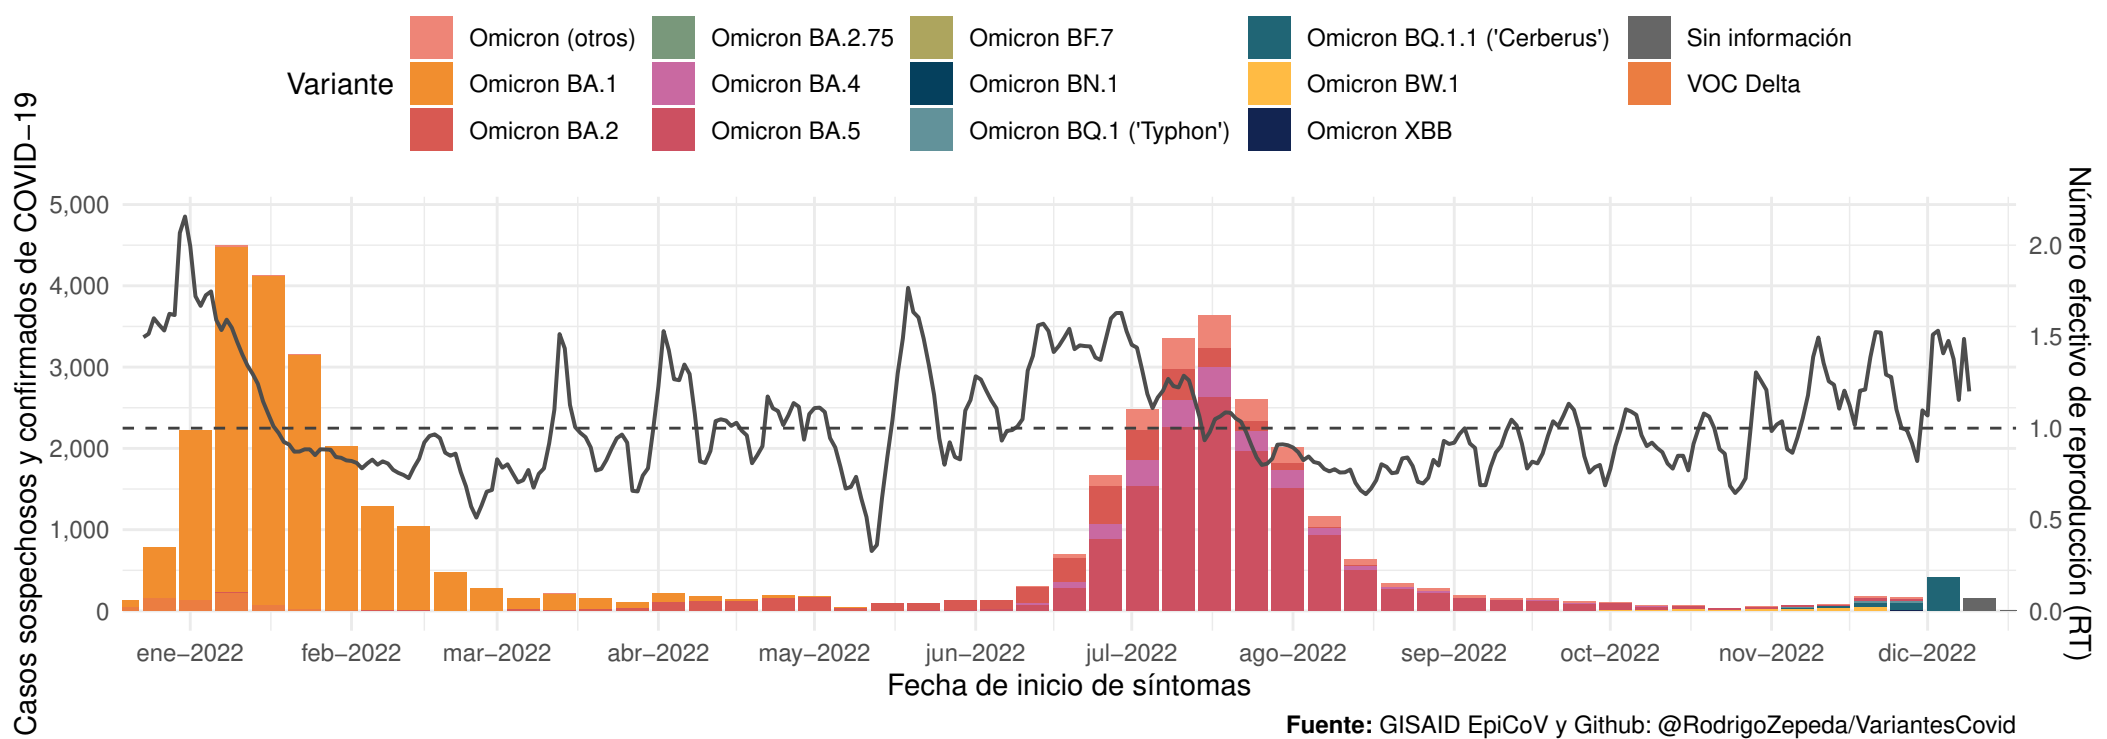 Variante
Omicron (otros)
Omicron BA.1
Omicron BA.2
Omicron BA.2.75
Omicron BA.4
Omicron BA.5
Omicron BF.7
Omicron BN.1
Omicron BQ.1 ('Typhon')
Omicron BQ.1.1 ('Cerberus')
Omicron BW.1
Omicron XBB
Sin información
VOC Delta
Casos sospechosos y confirmados de COVID−19
5,000
4,000
3,000
2,000
1,000
0
Número efectivo de reproducción (RT)
2.0
1.5
1.0
0.5
0.0
ene−2022 feb−2022 mar−2022 abr−2022 may−2022 jun−2022 jul−2022 ago−2022 sep−2022 oct−2022 nov−2022 dic−2022
Fecha de inicio de síntomas
Fuente: GISAID EpiCoV y Github: @RodrigoZepeda/VariantesCovid